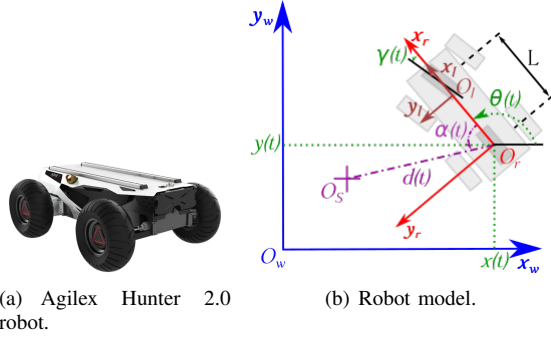 y_w
x_r
γ(t)
x_l
O_l
L
y_l
θ(t)
α(t)
y(t)
O_r
d(t)
O_S
y_r
O_w
x(t)
x_w
(a) Agilex Hunter 2.0
robot.
(b) Robot model.